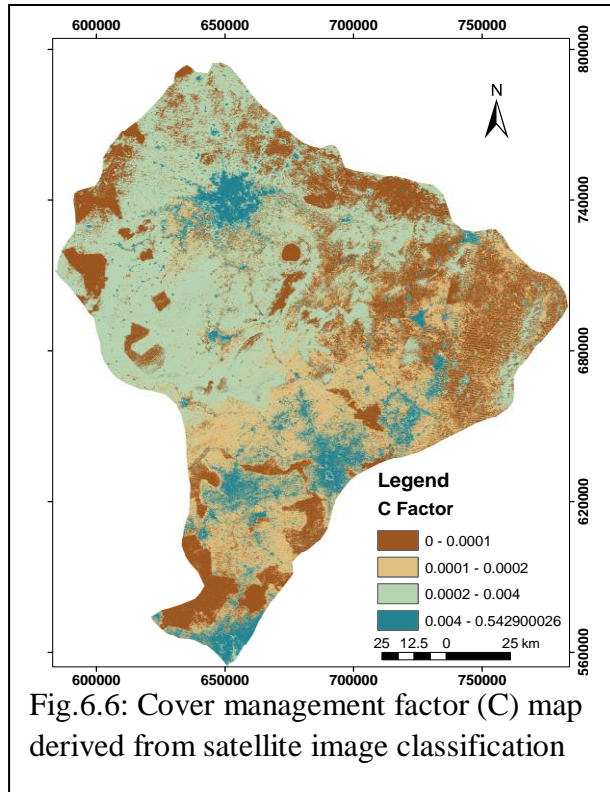 600000 650000 700000 750000
800000
N
740000
680000
620000
Legend
C Factor
0 - 0.0001
0.0001 - 0.0002
0.0002 - 0.004
0.004 - 0.542900026
25 12.5 0 25 km
560000
600000 650000 700000 750000
Fig.6.6: Cover management factor (C) map
derived from satellite image classification